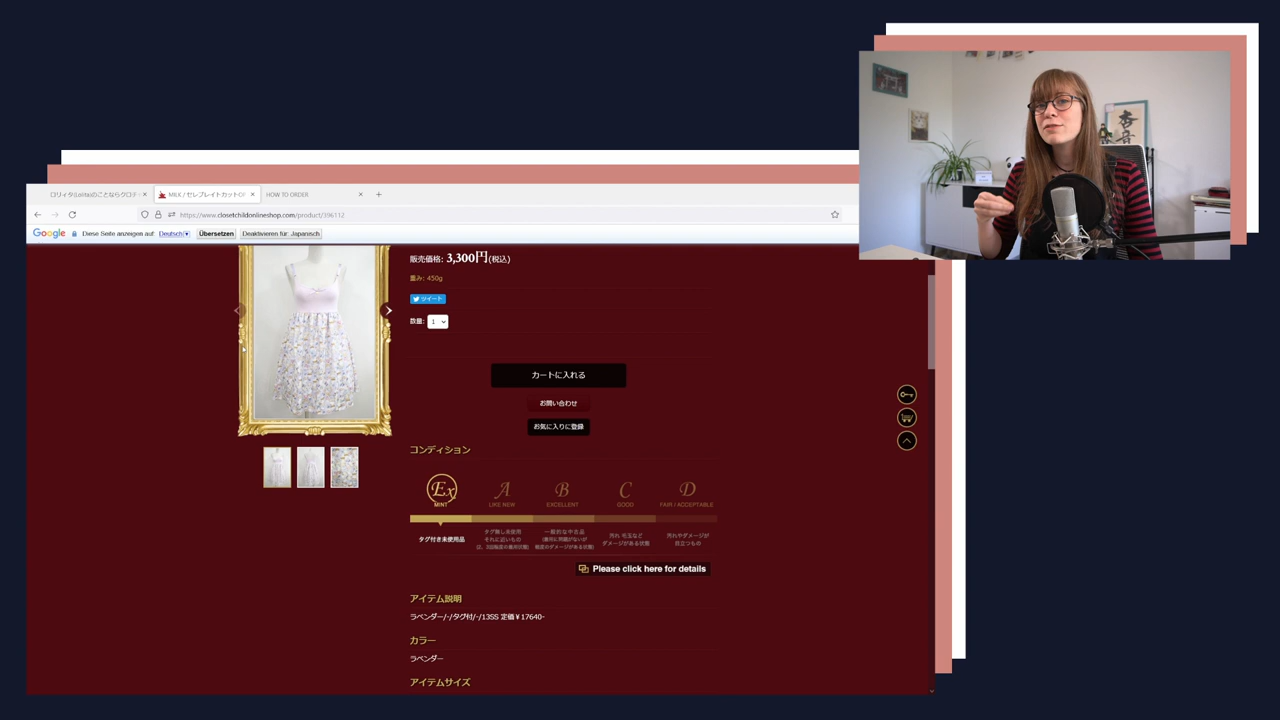 ロリィタ(Lolita)のことならクロー
MILK / セレブレイトカットOP
HOW TO ORDER
https://www.closetchildonlineshop.com/product/396112
Google
Diese Seite anzeigen auf:
Deutsch
Übersetzen
Deaktivieren für: Japanisch
販売価格: 3,300円(税込)
重み: 450g
ツイート
数量:
1
カートに入れる
お問い合わせ
お気に入りに登録
コンディション
Ex
A
B
C
D
MINT
LIKE NEW
EXCELLENT
GOOD
FAIR / ACCEPTABLE
タグ付き未使用品
タグ無し未使用
それに近いもの
一般的な中古品
汚れ 毛玉など
ダメージがある状態
汚れやダメージが
目立つもの
Please click here for details
アイテム説明
ラベンダー/-/タグ付/-/13SS 定価¥17640-
カラー
ラベンダー
アイテムサイズ
杏
音